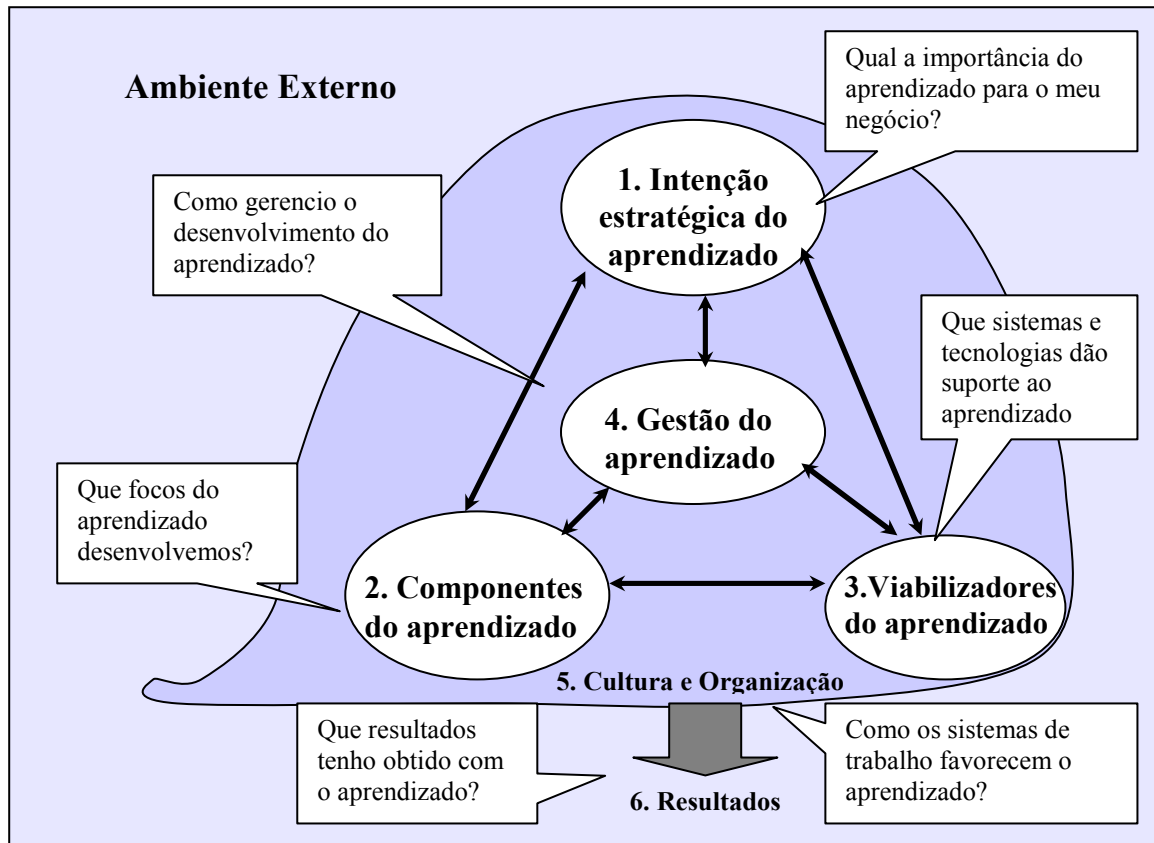 Ambiente Externo
Qual a importância do
aprendizado para o meu
negócio?
1. Intenção
estratégica do
aprendizado
Como gerencio o
desenvolvimento do
aprendizado?
Que sistemas e
tecnologias dão
suporte ao
aprendizado
4. Gestão do
aprendizado
Que focos do
aprendizado
desenvolvemos?
2. Componentes
do aprendizado
3.Viabilizadores
do aprendizado
5. Cultura e Organização
Que resultados
tenho obtido com
o aprendizado?
Como os sistemas de
trabalho favorecem o
aprendizado?
6. Resultados